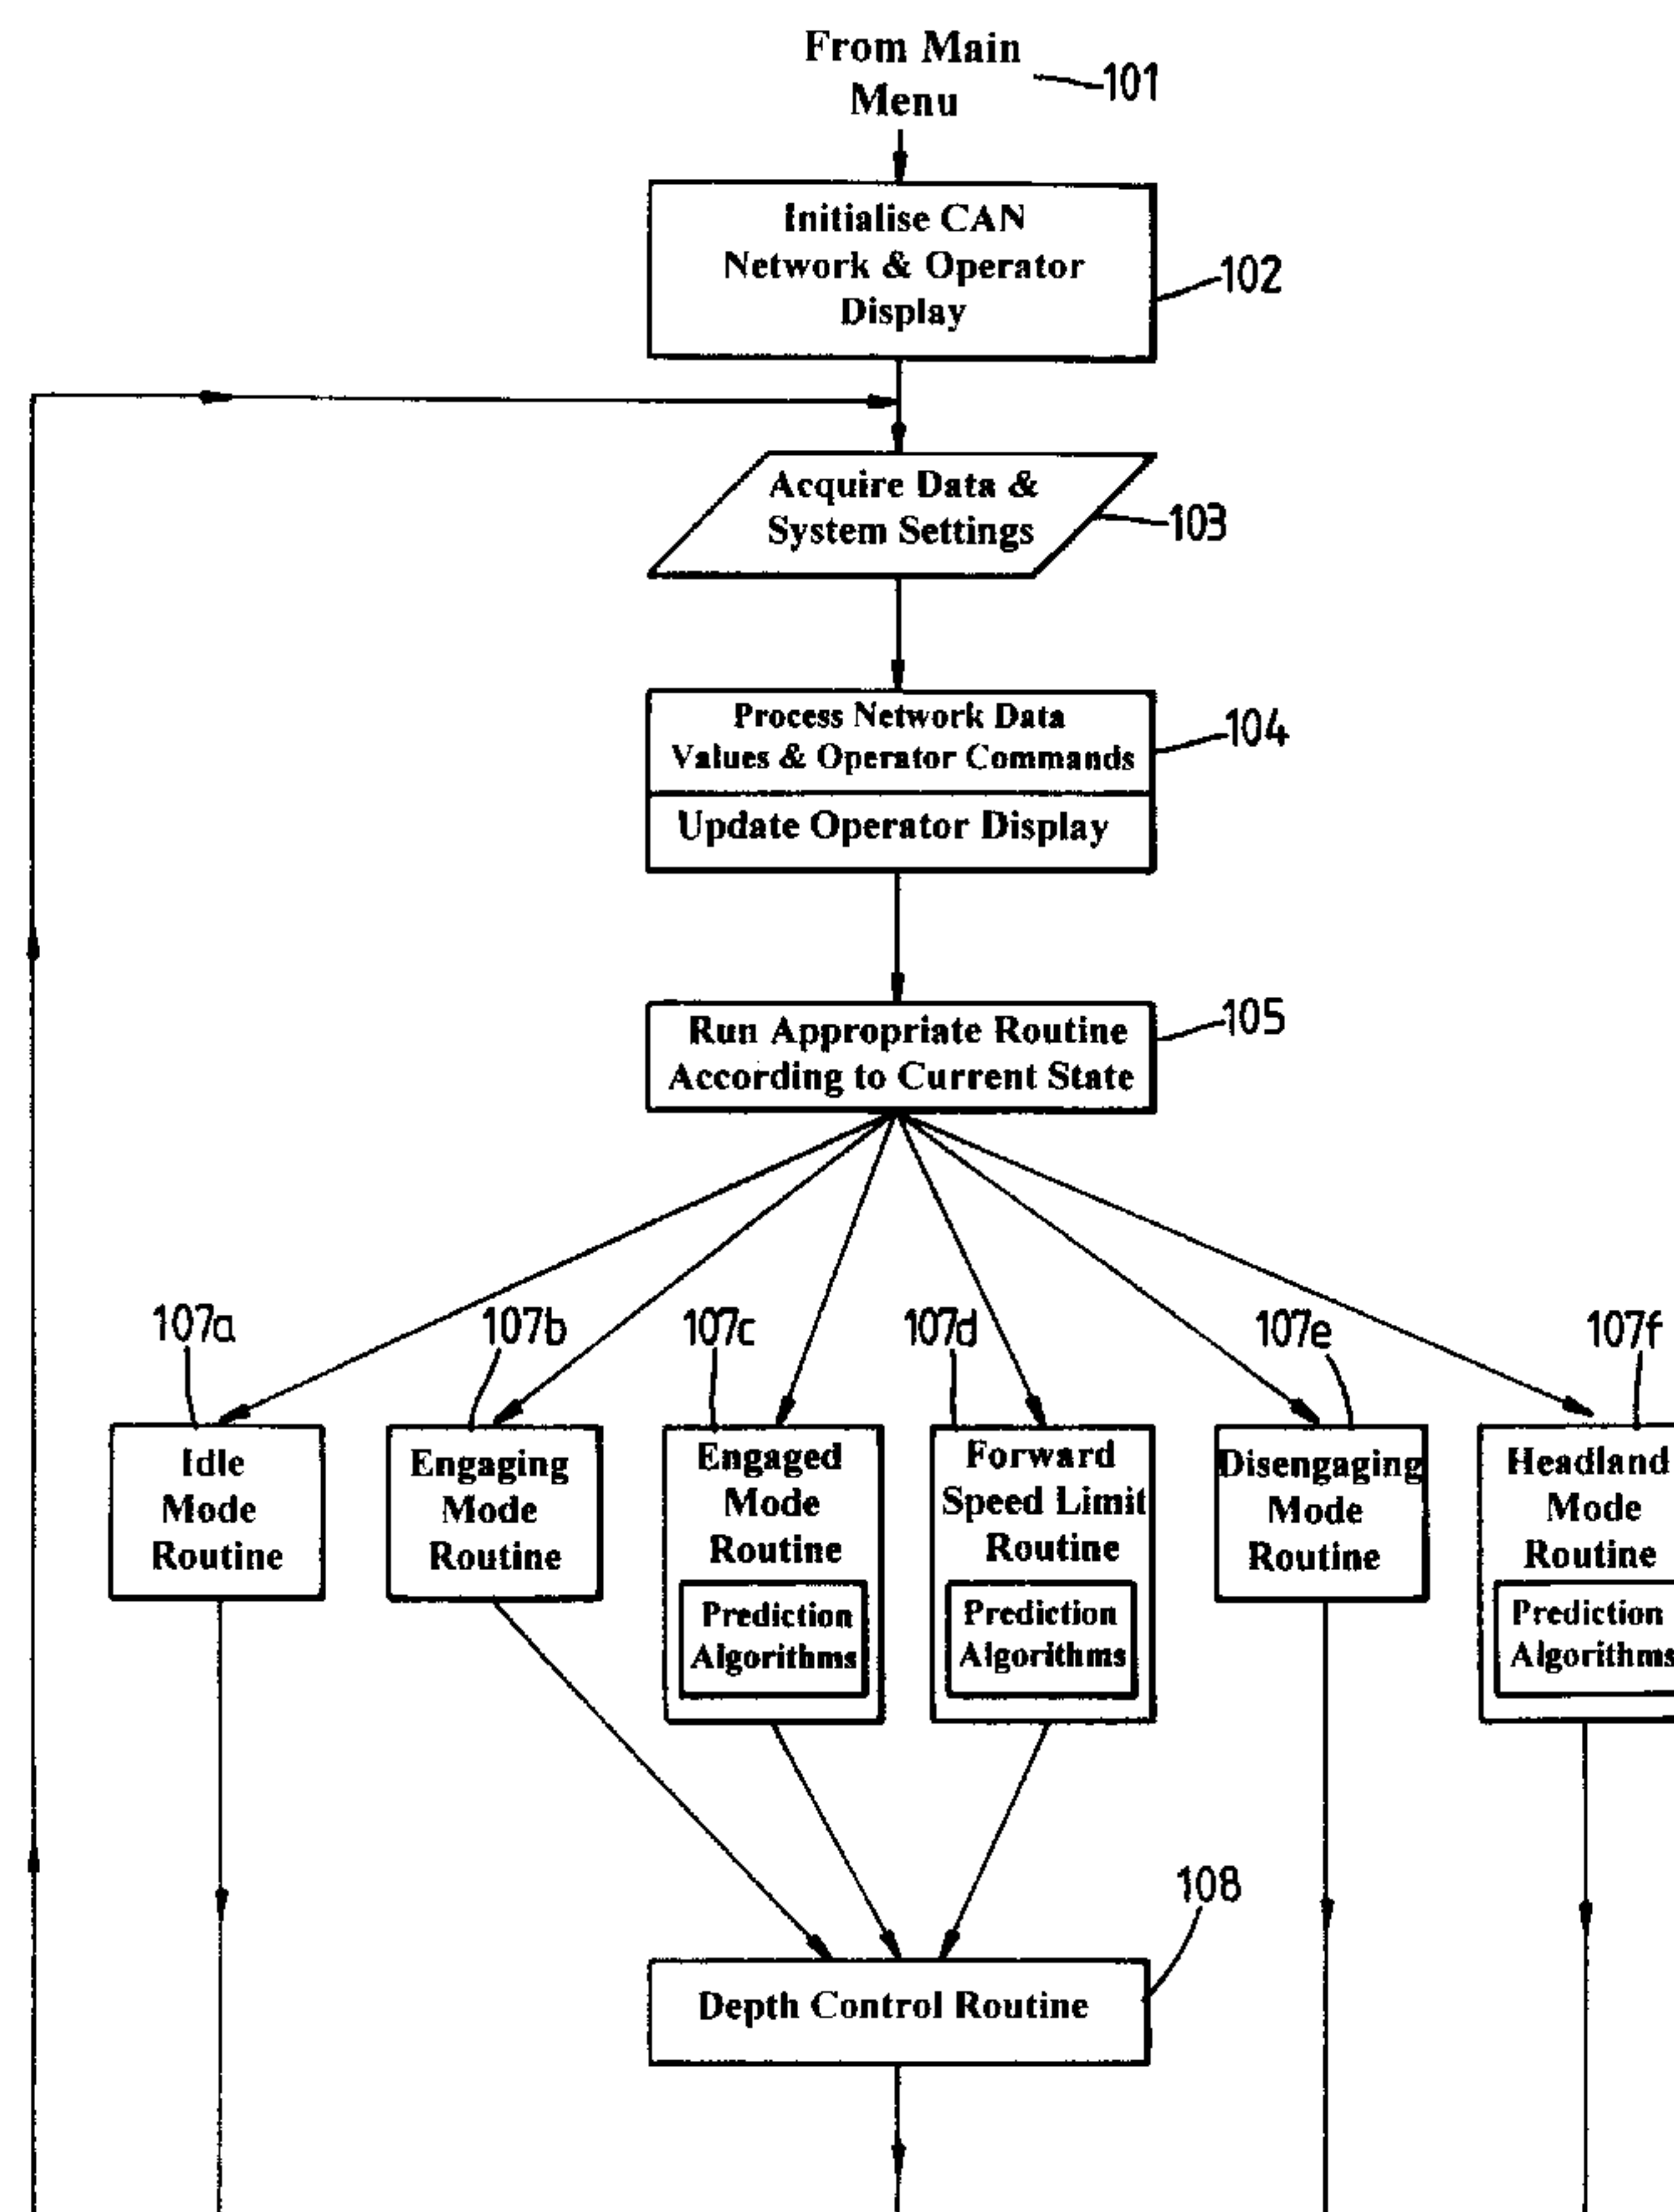 From Main
Menu
101
Initialise CAN
Network & Operator
Display
102
Acquire Data &
System Settings
103
Process Network Data
Values & Operator Commands
104
Update Operator Display
Run Appropriate Routine
According to Current State
105
107a
107b
107c
107d
107e
107f
Idle
Mode
Routine
Engaging
Mode
Routine
Engaged
Mode
Routine
Prediction
Algorithms
Forward
Speed Limit
Routine
Prediction
Algorithms
Disengaging
Mode
Routine
Headland
Mode
Routine
Prediction
Algorithms
108
Depth Control Routine